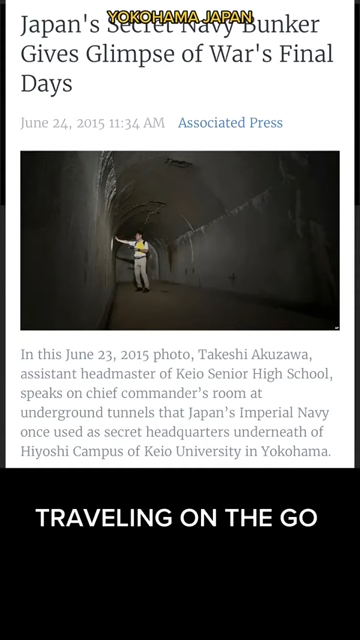 YOKOHAMA JAPAN
Japan's Secret Navy Bunker
Gives Glimpse of War's Final
Days
June 24, 2015 11:34 AM Associated Press
In this June 23, 2015 photo, Takeshi Akuzawa,
assistant headmaster of Keio Senior High School,
speaks on chief commander’s room at
underground tunnels that Japan’s Imperial Navy
once used as secret headquarters underneath of
Hiyoshi Campus of Keio University in Yokohama.
TRAVELING ON THE GO